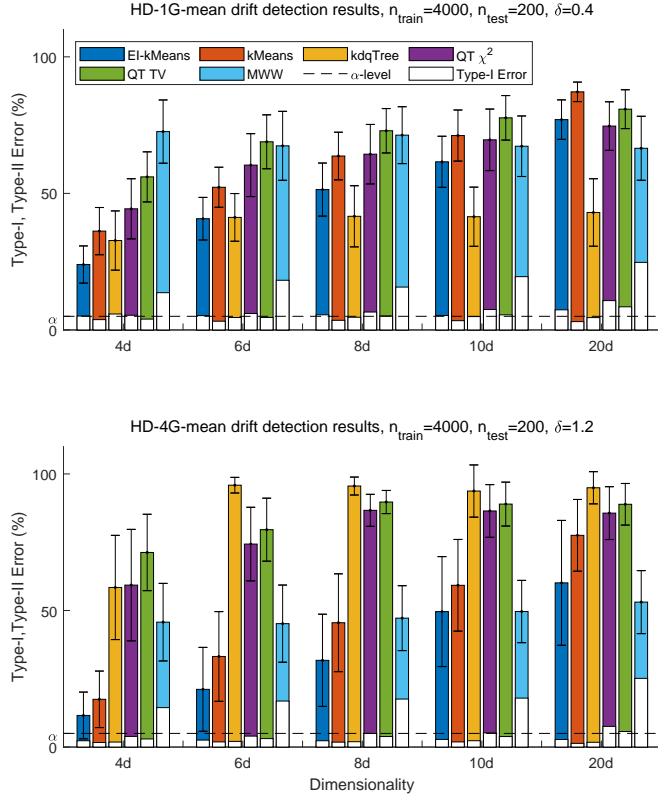 HD-1G-mean drift detection results, n_train=4000, n_test=200, δ=0.4
100
EI-kMeans kMeans kdqTree QT χ²
QT TV MWW α-level Type-I Error
Type-I, Type-II Error (%)
50
α
0
4d 6d 8d 10d 20d
HD-4G-mean drift detection results, n_train=4000, n_test=200, δ=1.2
100
Type-I,Type-II Error (%)
50
α
0
4d 6d 8d 10d 20d
Dimensionality